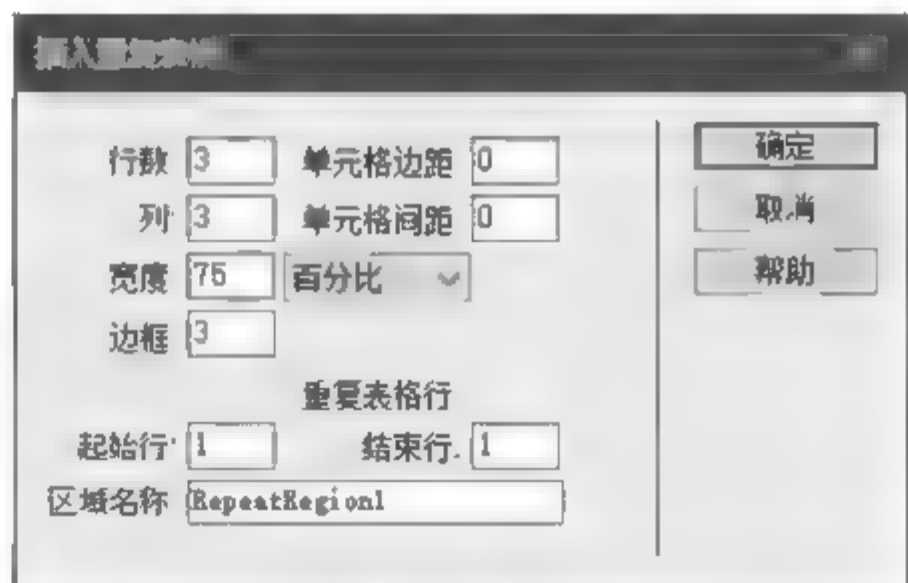 行数 3 单元格边距 0
列 3 单元格间距 0
宽度 75 百分比
边框 3
重复表格行
起始行 1 结束行 1
区域名称 RepeatRegion1
确定
取消
帮助